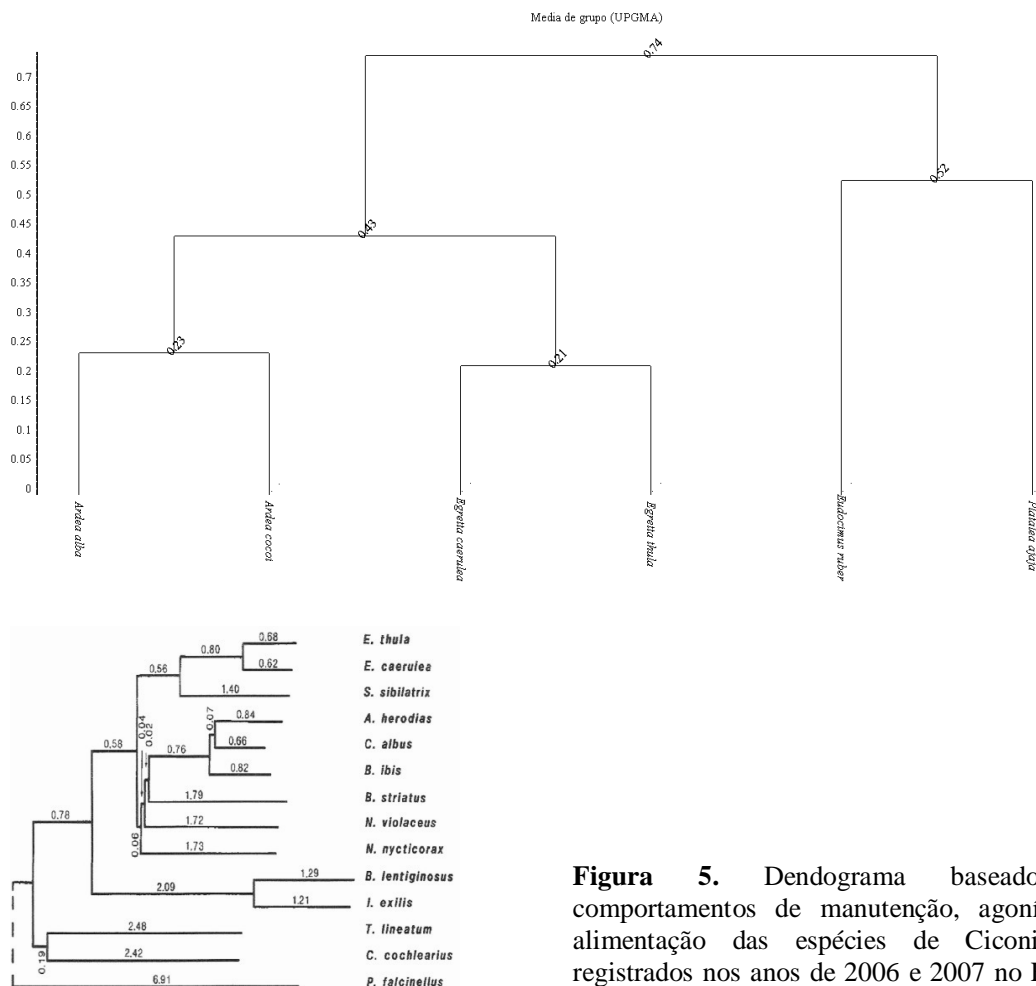 Media de grupo (UPGMA)
0.74
0.7
0.65
0.6
0.55
0.52
0.5
0.45
0.43
0.4
0.35
0.3
0.25
0.23
0.21
0.2
0.15
0.1
0.05
0
Ardea alba
Ardea cocoi
Egretta caerulea
Egretta thula
Eudocimus ruber
Platalea ajaja
0.68 E. thula
0.80
0.62 E. caerulea
0.56
1.40 S. sibilatrix
0.04
0.02
0.07
0.84 A. herodias
0.58
0.76
0.66 C. albus
0.82 B. ibis
1.79 B. striatus
0.78
1.72 N. violaceus
0.06
1.73 N. nycticorax
1.29 B. lentiginosus
2.09
1.21 I. exilis
2.48 T. lineatum
0.19
2.42 C. cochlearius
6.91 P. falcinellus
Figura 5. Dendograma baseado
comportamentos de manutenção, agoní
alimentação das espécies de Ciconi
registrados nos anos de 2006 e 2007 no